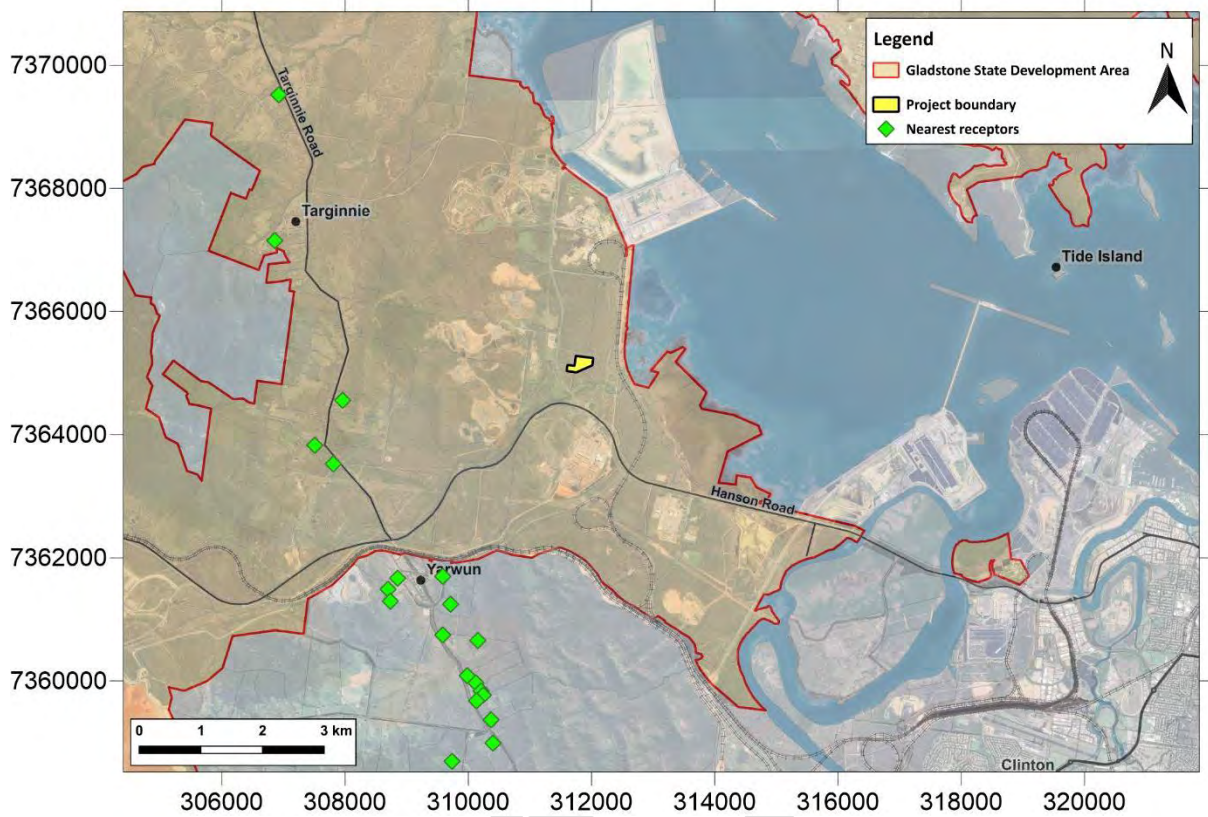 7370000
7368000
7366000
7364000
7362000
7360000
Legend
Gladstone State Development Area
Project boundary
Nearest receptors
N
Targinnie Road
Targinnie
Tide Island
Hanson Road
Yarwun
Clinton
0 1 2 3 km
306000 308000 310000 312000 314000 316000 318000 320000